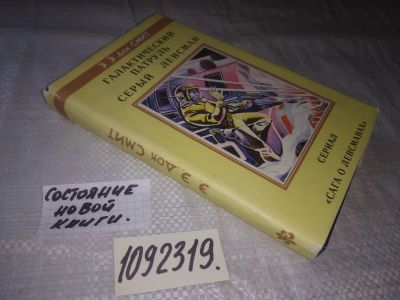 Э. Э. Док Смит
ГАЛАКТИЧЕСКИЙ
ПАТРУЛЬ
СЕРЫЙ ЛЕНСМАН
СЕРИАЛ
«САГА О ЛЕНСМАНАХ»
Э. Э. Док Смит
СОСТОЯНИЕ
НОВОЙ
КНИГИ.
1092319.